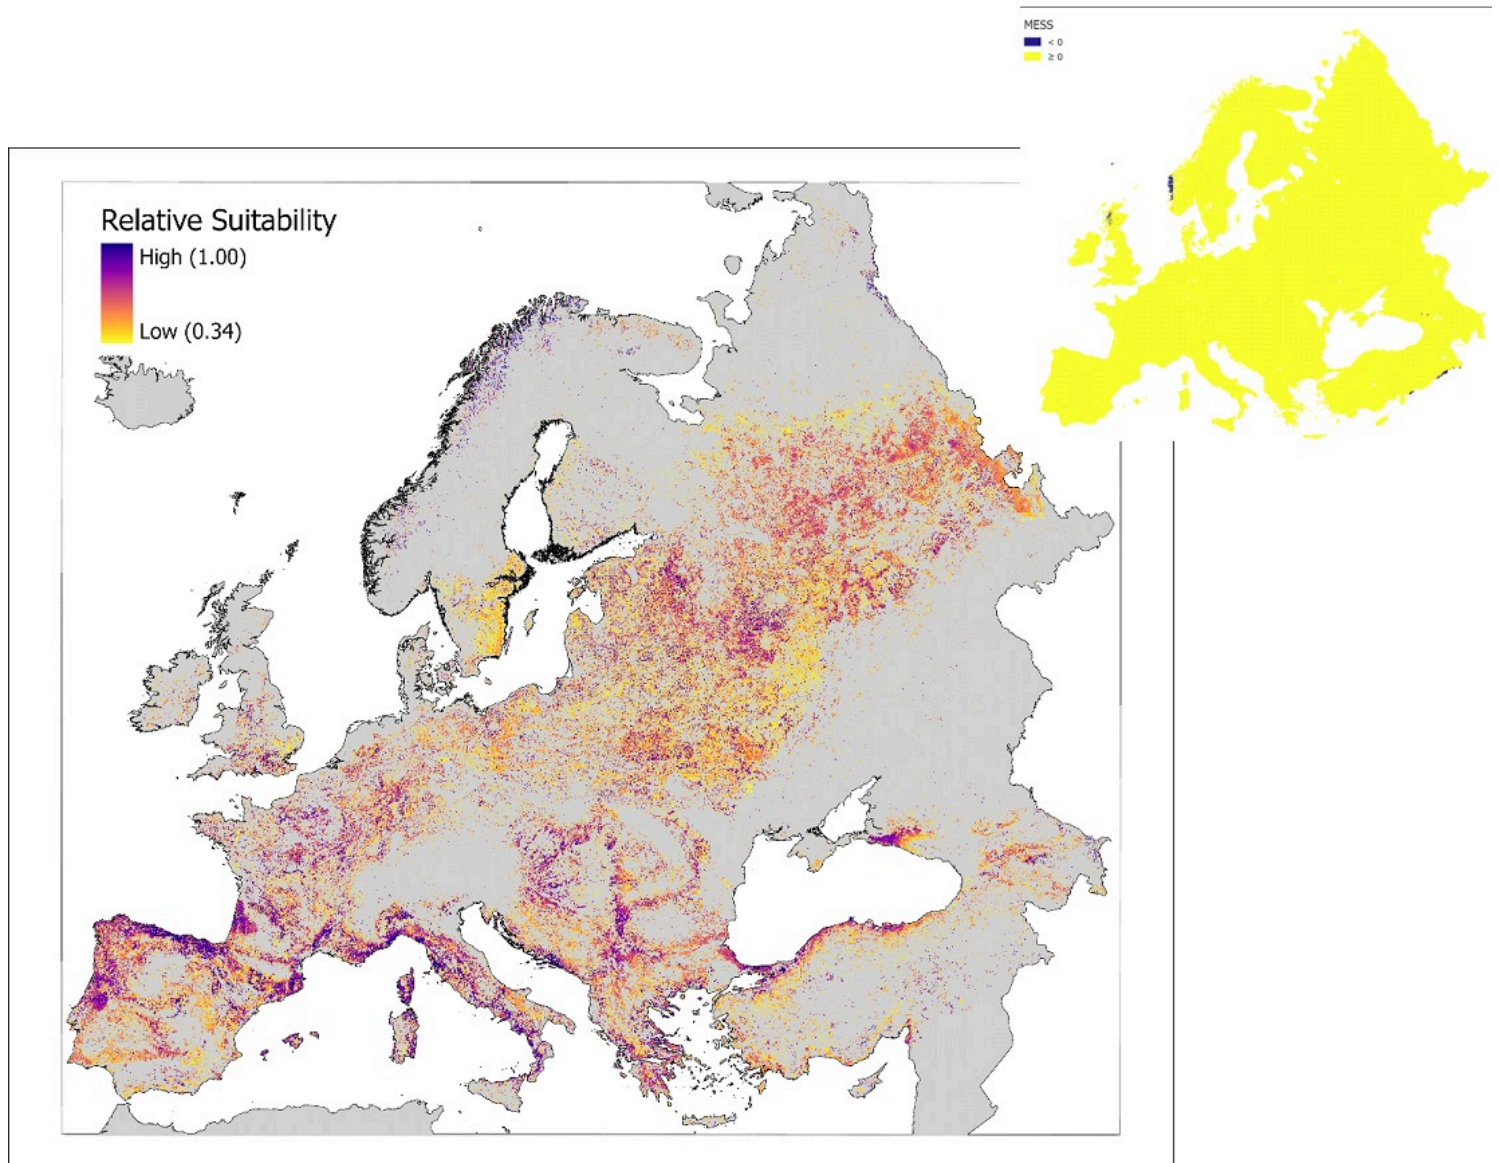 MESS
< 0
≥ 0
Relative Suitability
High (1.00)
Low (0.34)